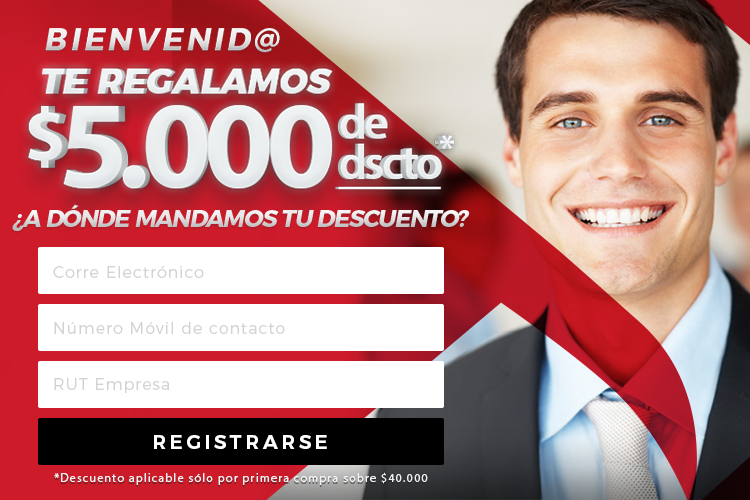 BIENVENID@
TE REGALAMOS
$5.000 de dscto*
¿A DÓNDE MANDAMOS TU DESCUENTO?
Corre Electrónico
Número Móvil de contacto
RUT Empresa
REGISTRARSE
*Descuento aplicable sólo por primera compra sobre $40.000